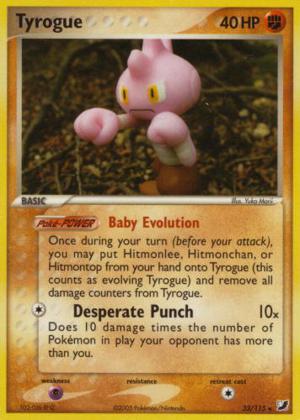 Tyrogue 40 HP
BASIC Illus. Yuka Morii
Poké-POWER Baby Evolution
Once during your turn (before your attack),
you may put Hitmonlee, Hitmonchan, or
Hitmontop from your hand onto Tyrogue (this
counts as evolving Tyrogue) and remove all
damage counters from Tyrogue.
Desperate Punch 10x
Does 10 damage times the number of
Pokémon in play your opponent has more
than you.
weakness resistance retreat cost
©2005 Pokémon/Nintendo. 33/115